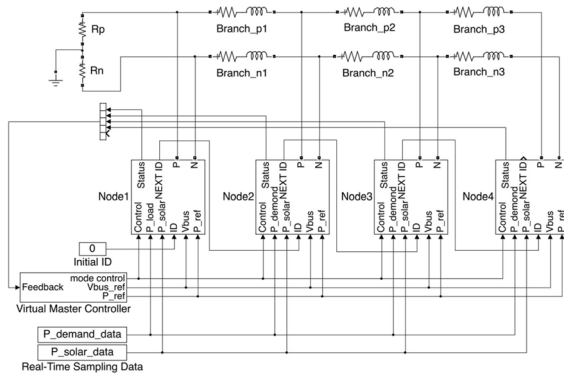 Rp
Branch_p1
Branch_p2
Branch_p3
Rn
Branch_n1
Branch_n2
Branch_n3
Status
NEXT ID
P
N
Status
NEXT ID
P
N
Status
NEXT ID
P
N
Status
NEXT ID
P
N
Node1
Node2
Node3
Node4
Control
P_load
P_solar
ID
Vbus
P_ref
Control
P_demond
P_solar
ID
Vbus
P_ref
Control
P_demond
P_solar
ID
Vbus
P_ref
Control
P_demond
P_solar
ID
Vbus
P_ref
0
Initial ID
Feedback
mode control
Vbus_ref
P_ref
Virtual Master Controller
P_demand_data
P_solar_data
Real-Time Sampling Data